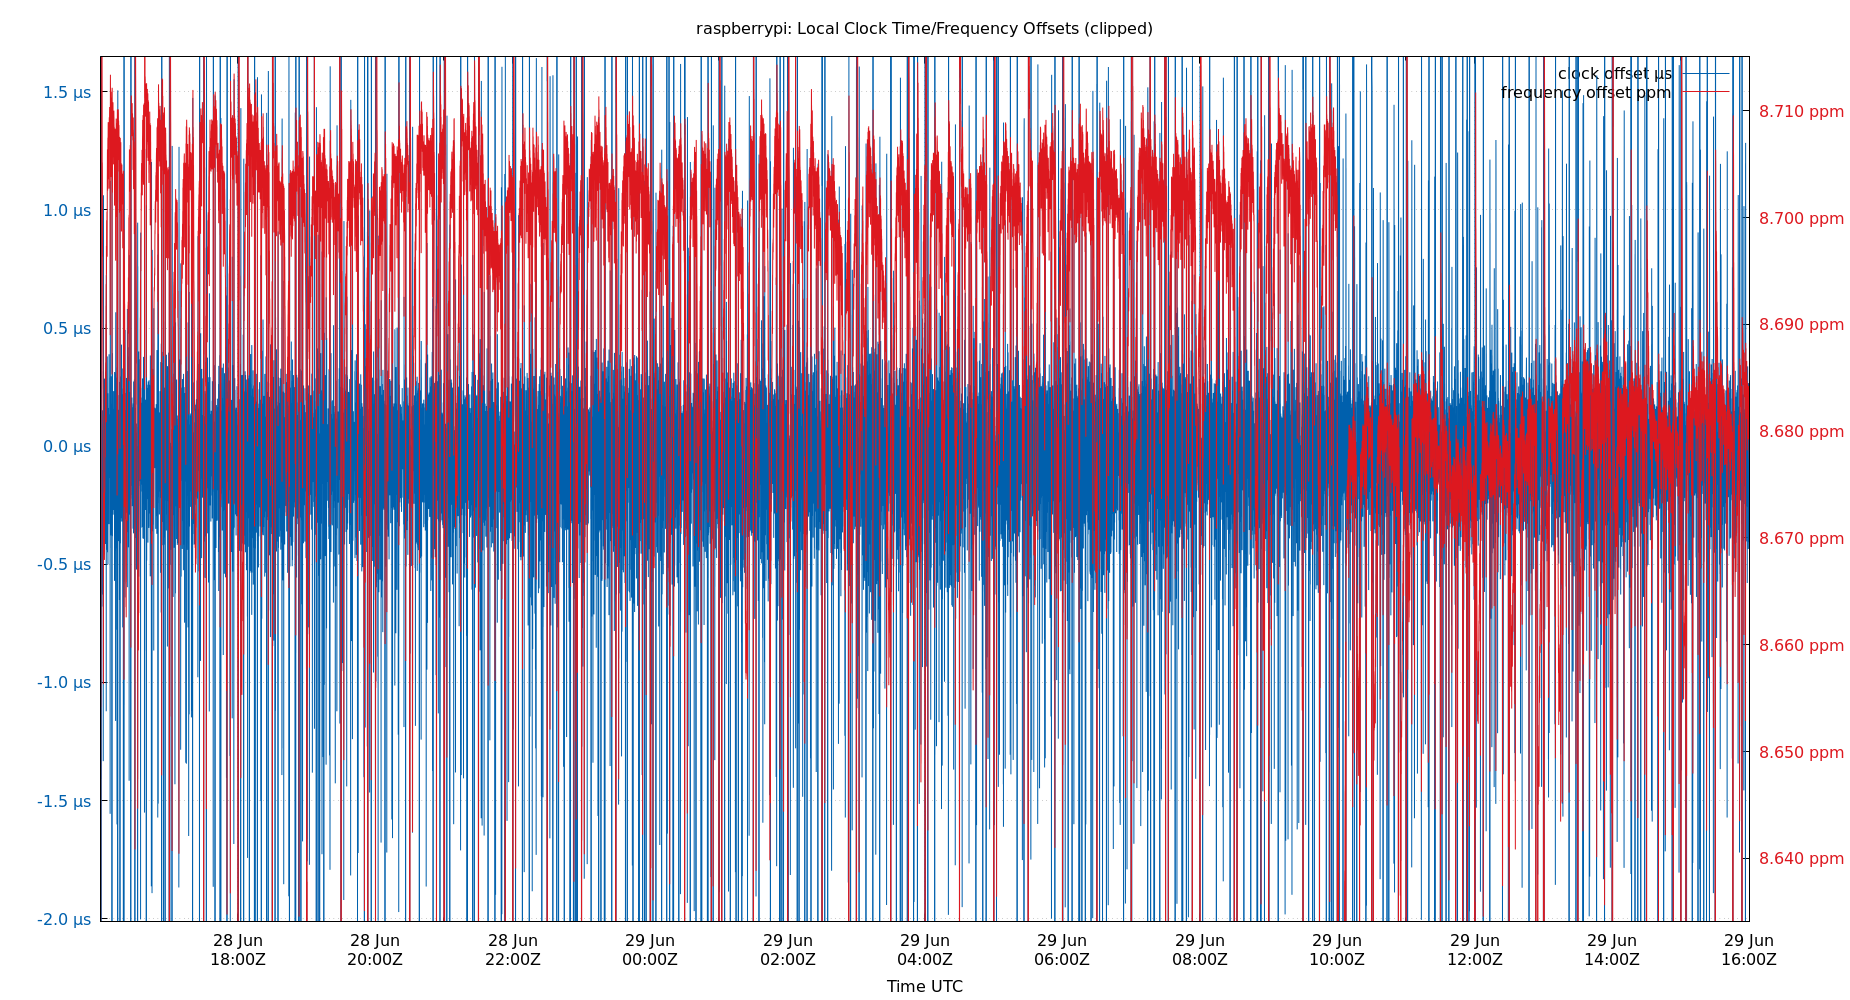 raspberrypi: Local Clock Time/Frequency Offsets (clipped)
clock offset µs
frequency offset ppm
1.5 µs
1.0 µs
0.5 µs
0.0 µs
-0.5 µs
-1.0 µs
-1.5 µs
-2.0 µs
8.710 ppm
8.700 ppm
8.690 ppm
8.680 ppm
8.670 ppm
8.660 ppm
8.650 ppm
8.640 ppm
28 Jun
18:00Z
28 Jun
20:00Z
28 Jun
22:00Z
29 Jun
00:00Z
29 Jun
02:00Z
29 Jun
04:00Z
29 Jun
06:00Z
29 Jun
08:00Z
29 Jun
10:00Z
29 Jun
12:00Z
29 Jun
14:00Z
29 Jun
16:00Z
Time UTC